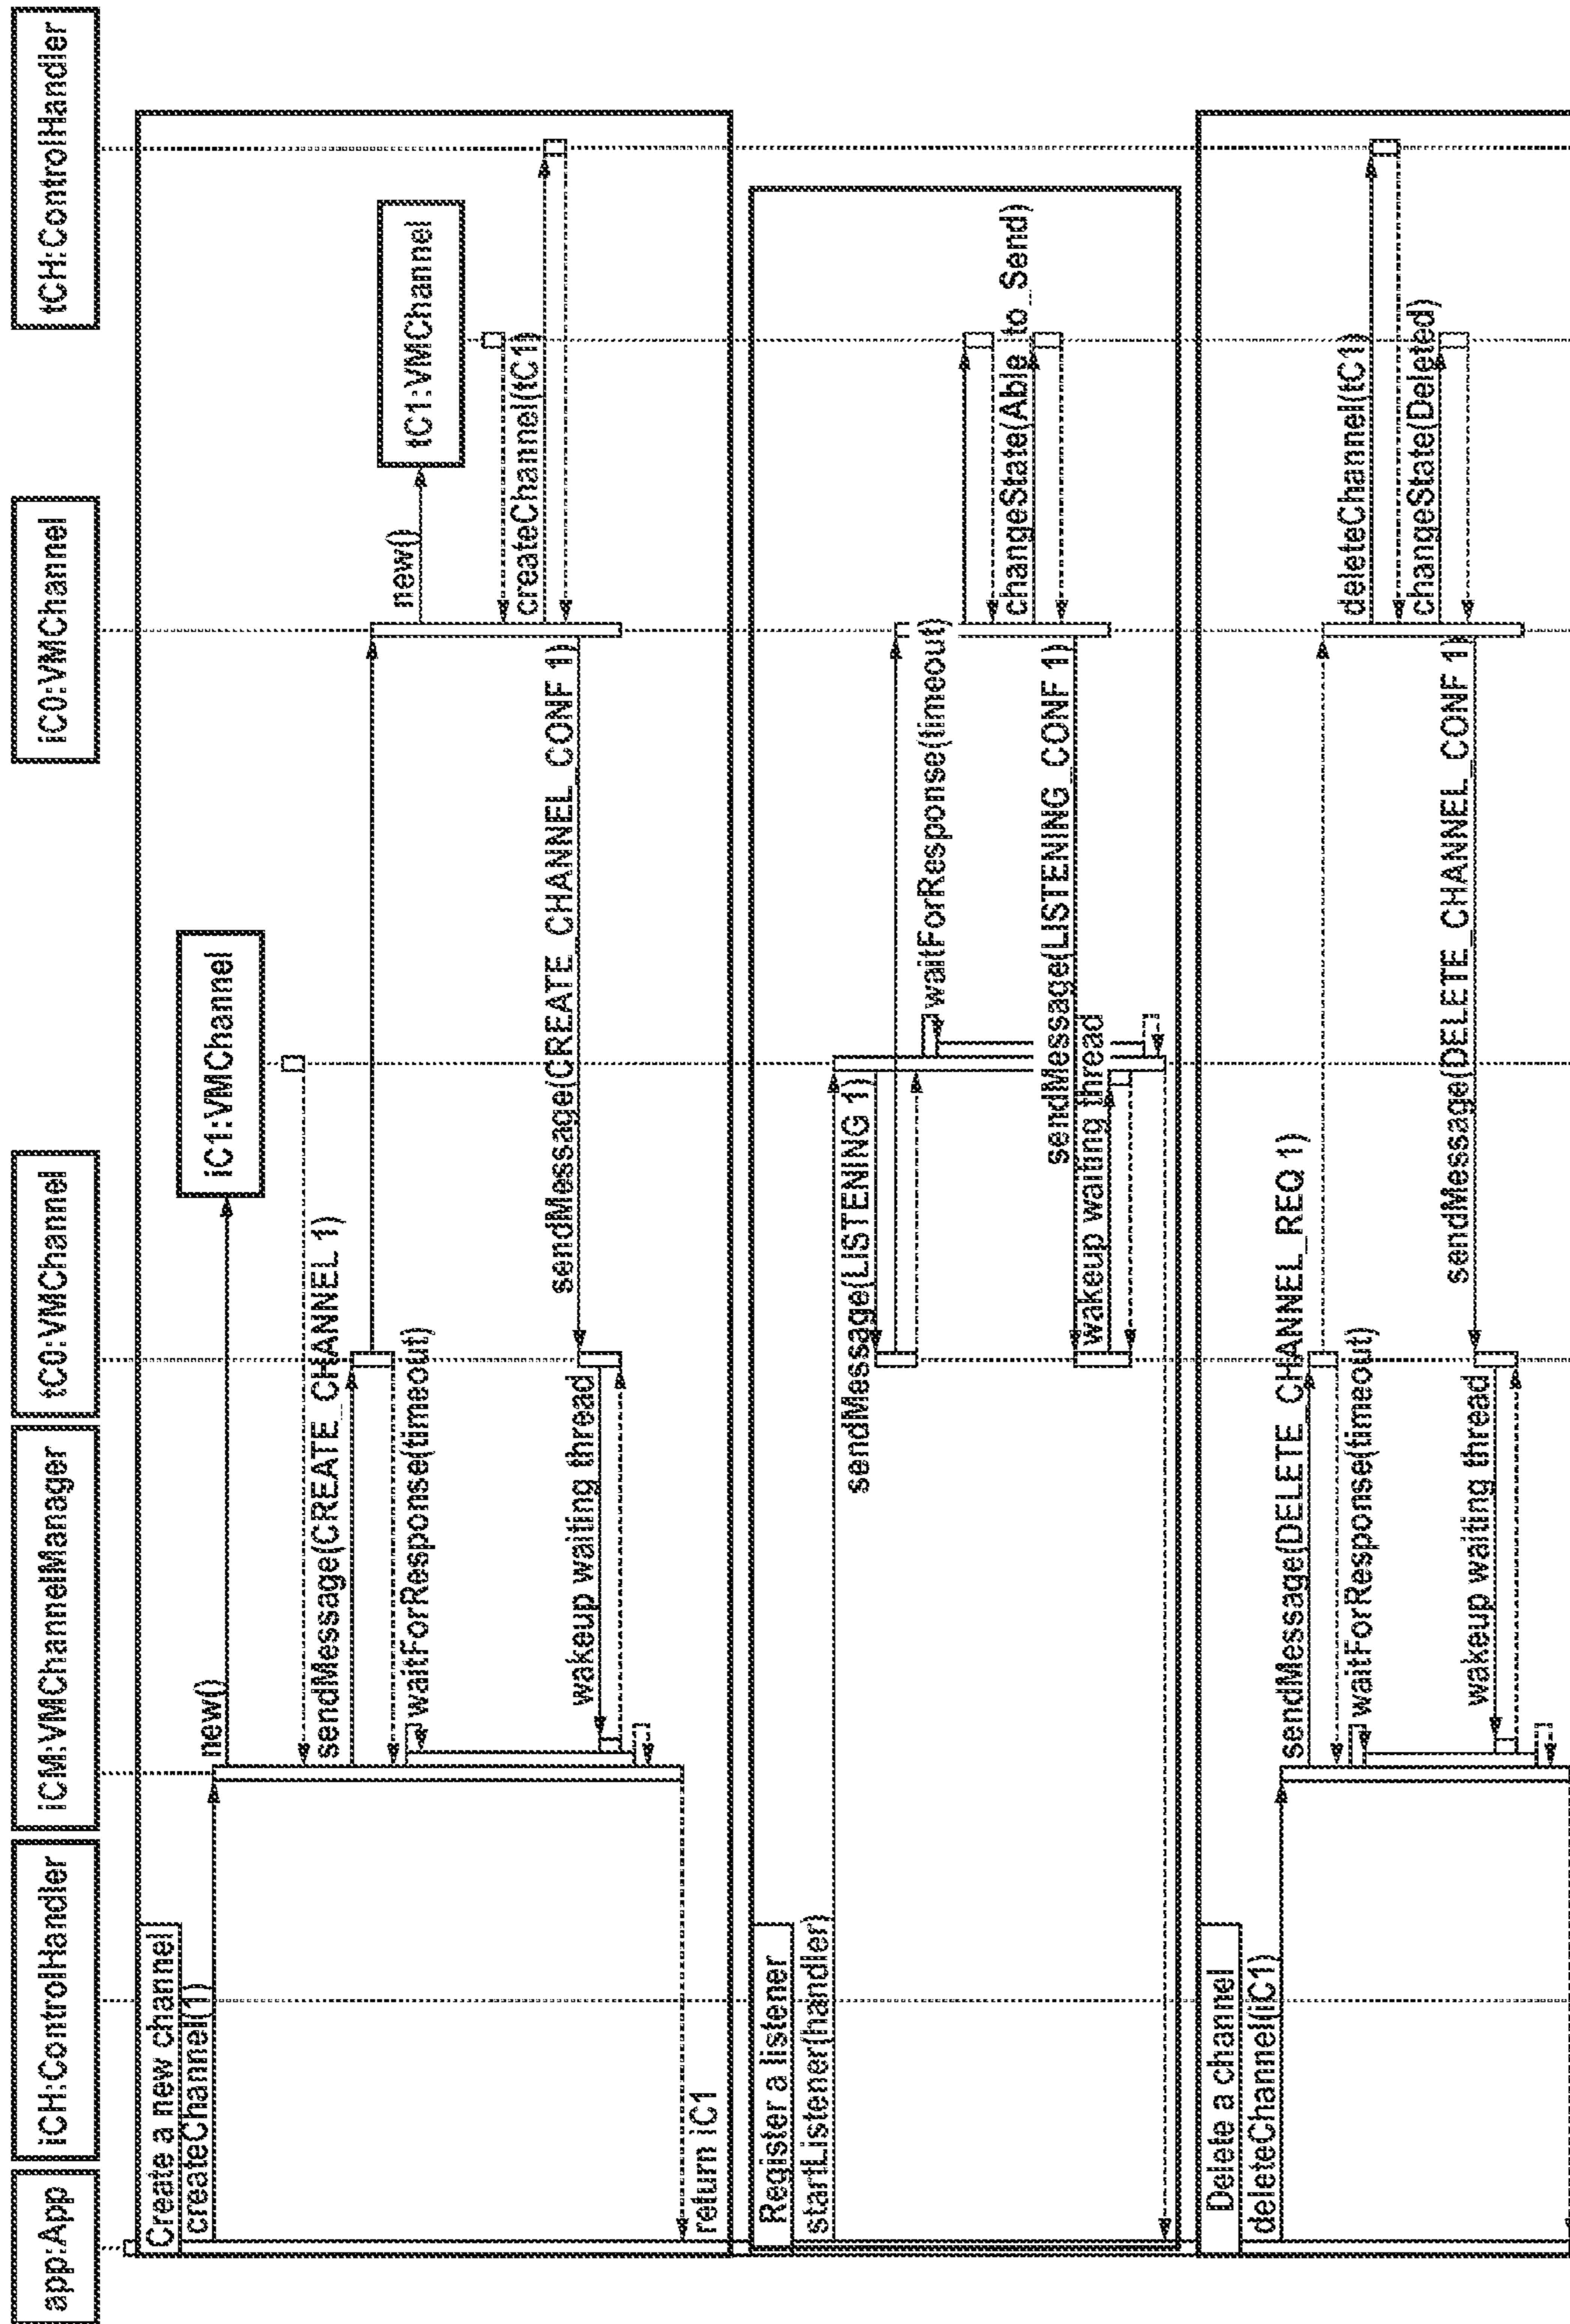 app:App
iCH:ControlHandler
iCM:VMChannelManager
tC0:VMChannel
iC0:VMChannel
tCH:ControlHandler
Create a new channel
createChannel(1)
new()
iC1:VMChannel
sendMessage(CREATE_CHANNEL 1)
new()
tC1:VMChannel
waitForResponse(timeout)
createChannel(tC1)
sendMessage(CREATE_CHANNEL_CONF 1)
wakeup waiting thread
return iC1
Register a listener
startListener(handler)
sendMessage(LISTENING 1)
waitForResponse(timeout)
changeState(Able_to_Send)
sendMessage(LISTENING_CONF 1)
wakeup waiting thread
Delete a channel
deleteChannel(iC1)
sendMessage(DELETE_CHANNEL_REQ 1)
waitForResponse(timeout)
deleteChannel(tC1)
changeState(Deleted)
sendMessage(DELETE_CHANNEL_CONF 1)
wakeup waiting thread